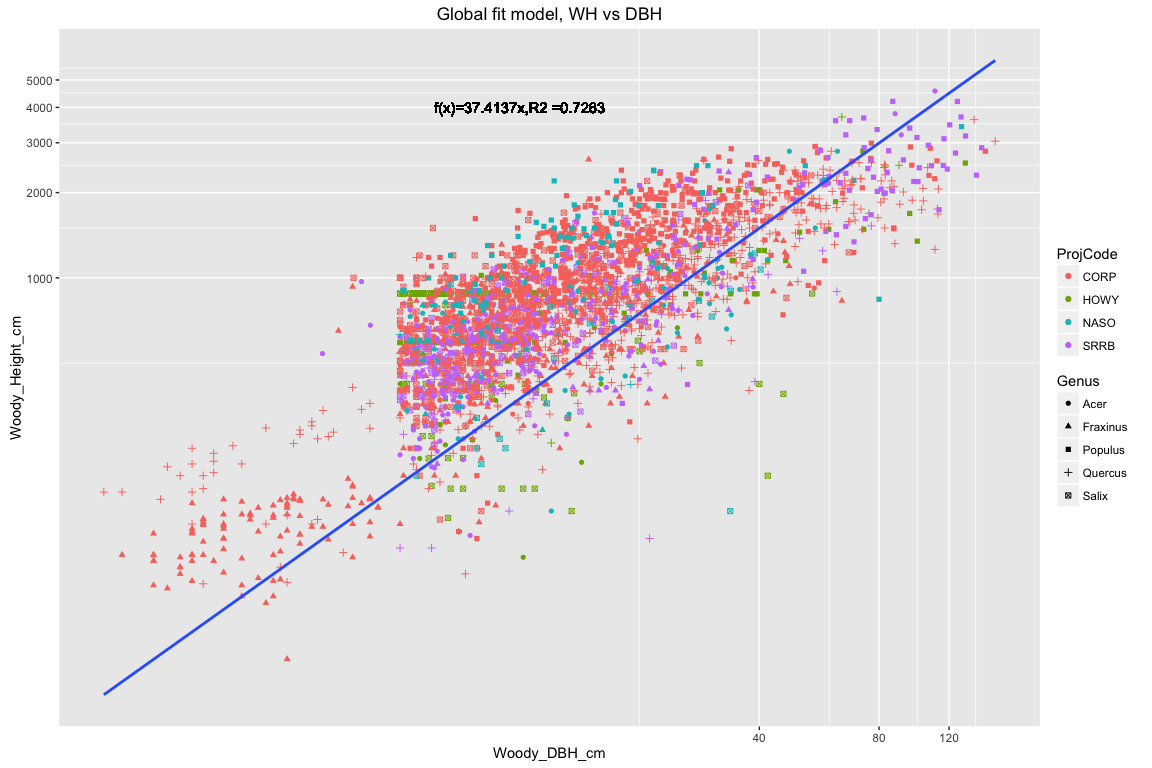 Global fit model, WH vs DBH
f(x)=37.4137x,R2 =0.7283
5000
4000
3000
2000
1000
Woody_Height_cm
40
80
120
Woody_DBH_cm
ProjCode
CORP
HOWY
NASO
SRRB
Genus
Acer
Fraxinus
Populus
Quercus
Salix